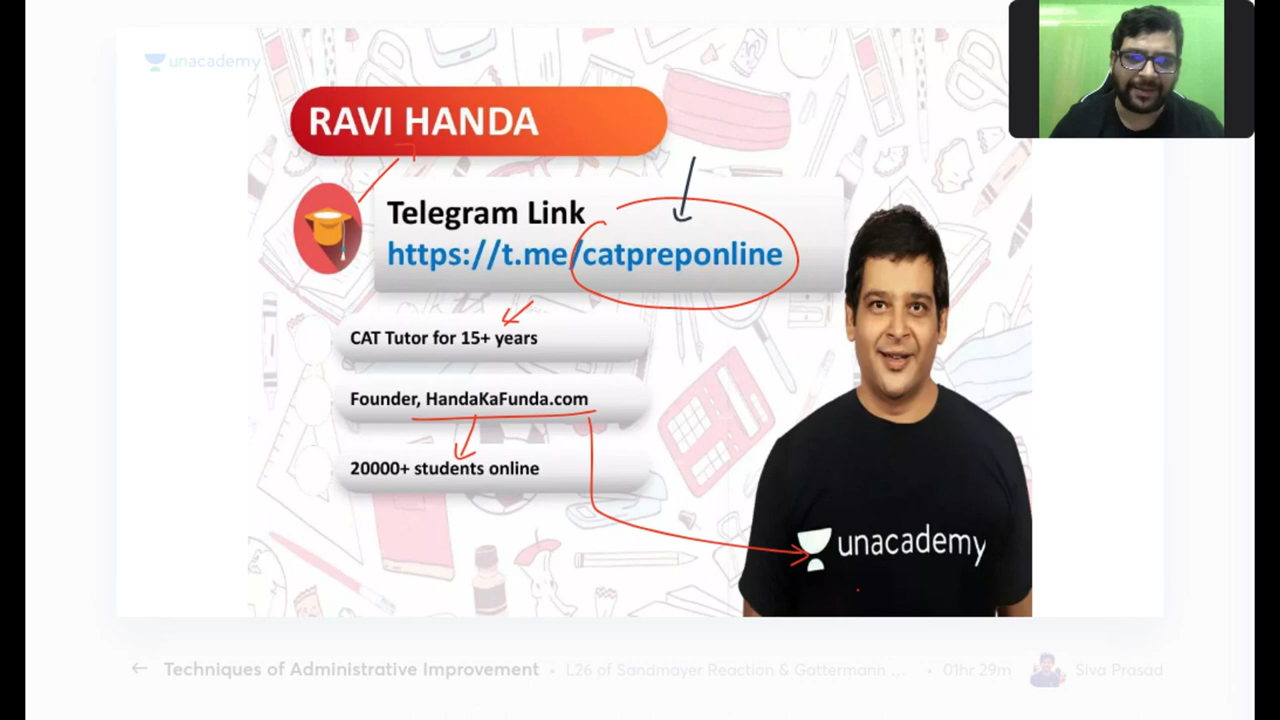 unacademy
RAVI HANDA
Telegram Link
https://t.me/catpreponline
CAT Tutor for 15+ years
Founder, HandaKaFunda.com
20000+ students online
unacademy
Techniques of Administrative Improvement • L26 of Sandmayer Reaction & Gattermann ... • 01hr 29m Siva Prasad